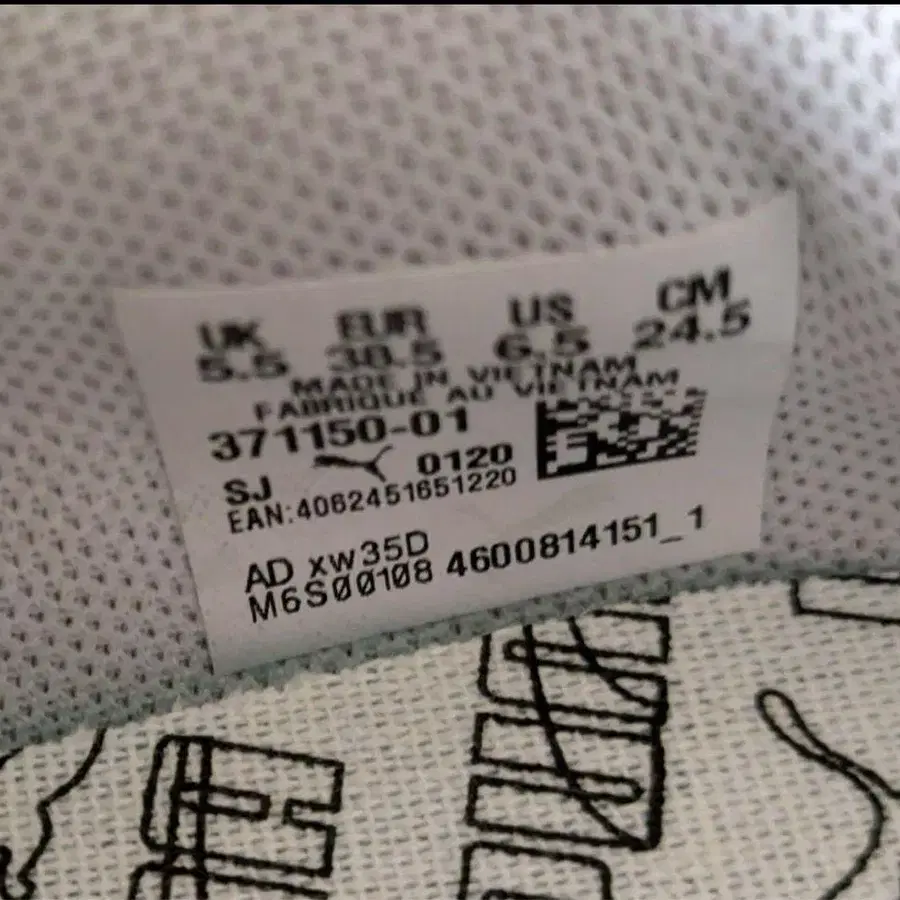 UK EUR US CM
5.5 38.5 6.5 24.5
MADE IN VIETNAM
FABRIQUE AU VIETNAM
371150-01
SJ 0120
EAN:4062451651220
AD xw35D
M6S00108 4600814151_1